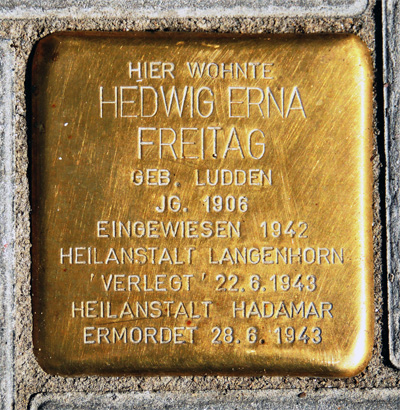 HIER WOHNTE
HEDWIG ERNA
FREITAG
GEB. LUDDEN
JG. 1906
EINGEWIESEN 1942
HEILANSTALT LANGENHORN
'VERLEGT' 22.6.1943
HEILANSTALT HADAMAR
ERMORDET 28.6.1943